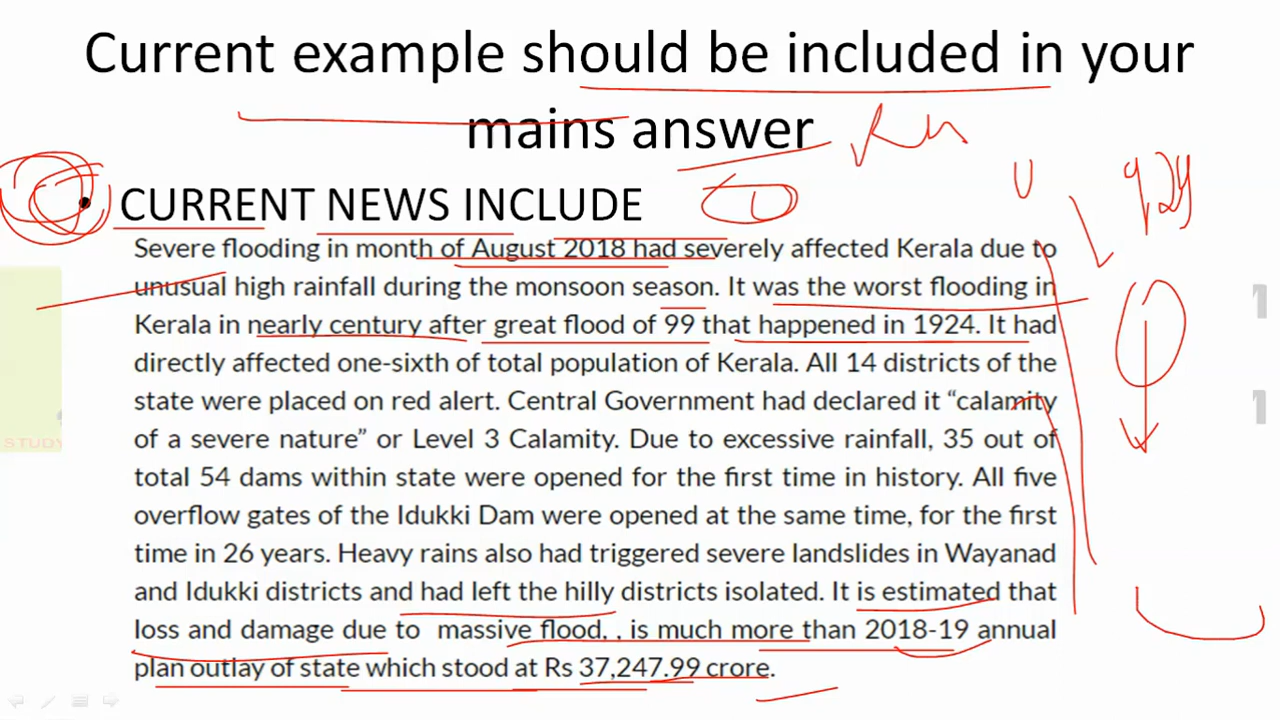 Current example should be included in your
mains answer
• CURRENT NEWS INCLUDE
Severe flooding in month of August 2018 had severely affected Kerala due to
unusual high rainfall during the monsoon season. It was the worst flooding in
Kerala in nearly century after great flood of 99 that happened in 1924. It had
directly affected one-sixth of total population of Kerala. All 14 districts of the
state were placed on red alert. Central Government had declared it “calamity
of a severe nature” or Level 3 Calamity. Due to excessive rainfall, 35 out of
total 54 dams within state were opened for the first time in history. All five
overflow gates of the Idukki Dam were opened at the same time, for the first
time in 26 years. Heavy rains also had triggered severe landslides in Wayanad
and Idukki districts and had left the hilly districts isolated. It is estimated that
loss and damage due to massive flood, , is much more than 2018-19 annual
plan outlay of state which stood at Rs 37,247.99 crore.
STUDY